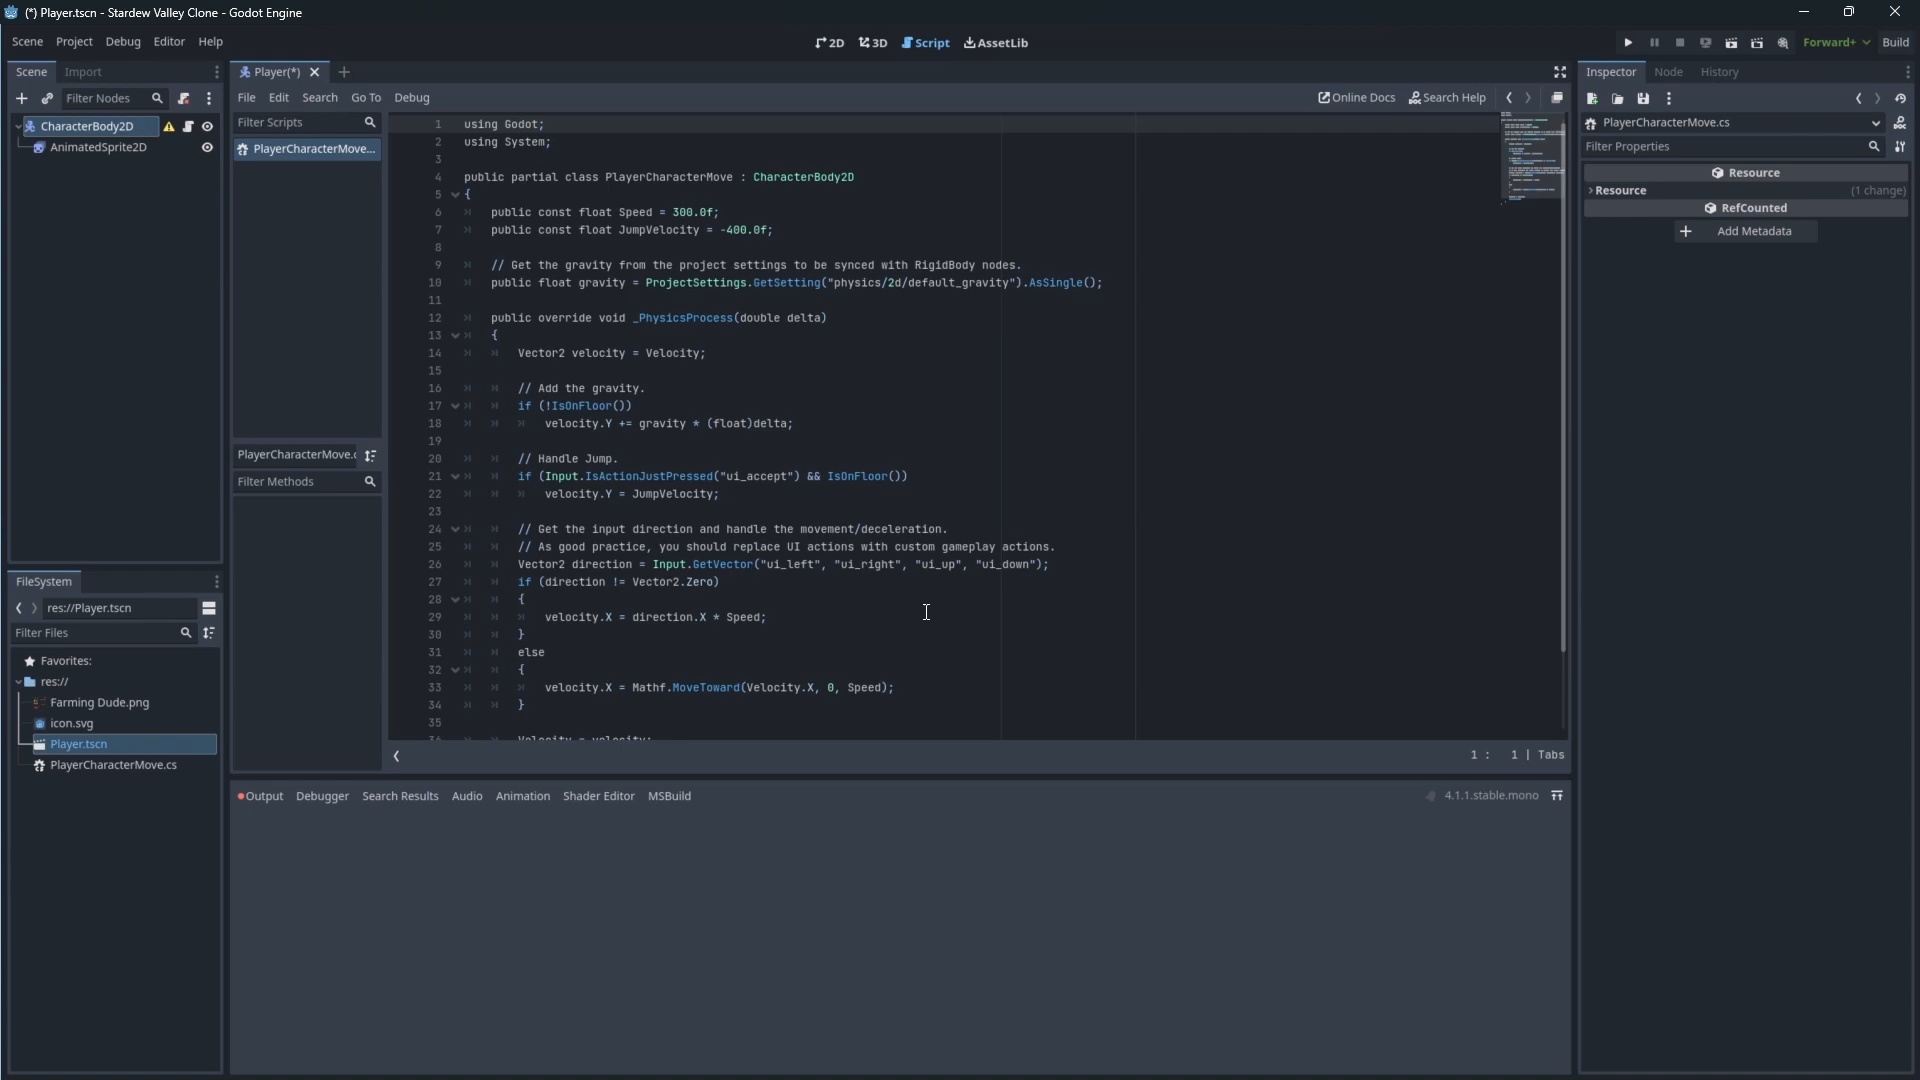 (*) Player.tscn - Stardew Valley Clone - Godot Engine
Scene Project Debug Editor Help
2D 3D Script AssetLib
Forward+ Build
Scene Import
Filter Nodes
CharacterBody2D
AnimatedSprite2D
FileSystem
res://Player.tscn
Filter Files
Favorites:
res://
Farming Dude.png
icon.svg
Player.tscn
PlayerCharacterMove.cs
Player(*)
File Edit Search Go To Debug
Online Docs Search Help
Filter Scripts
PlayerCharacterMove...
PlayerCharacterMove.c
Filter Methods
1 using Godot;
2 using System;
3
4 public partial class PlayerCharacterMove : CharacterBody2D
5 {
6 public const float Speed = 300.0f;
7 public const float JumpVelocity = -400.0f;
8
9 // Get the gravity from the project settings to be synced with RigidBody nodes.
10 public float gravity = ProjectSettings.GetSetting("physics/2d/default_gravity").AsSingle();
11
12 public override void _PhysicsProcess(double delta)
13 {
14 Vector2 velocity = Velocity;
15
16 // Add the gravity.
17 if (!IsOnFloor())
18 velocity.Y += gravity * (float)delta;
19
20 // Handle Jump.
21 if (Input.IsActionJustPressed("ui_accept") && IsOnFloor())
22 velocity.Y = JumpVelocity;
23
24 // Get the input direction and handle the movement/deceleration.
25 // As good practice, you should replace UI actions with custom gameplay actions.
26 Vector2 direction = Input.GetVector("ui_left", "ui_right", "ui_up", "ui_down");
27 if (direction != Vector2.Zero)
28 {
29 velocity.X = direction.X * Speed;
30 }
31 else
32 {
33 velocity.X = Mathf.MoveToward(Velocity.X, 0, Speed);
34 }
35
36 Velocity = velocity;
1 : 1 | Tabs
Output Debugger Search Results Audio Animation Shader Editor MSBuild
4.1.1.stable.mono
Inspector Node History
PlayerCharacterMove.cs
Filter Properties
Resource
Resource (1 change)
RefCounted
Add Metadata